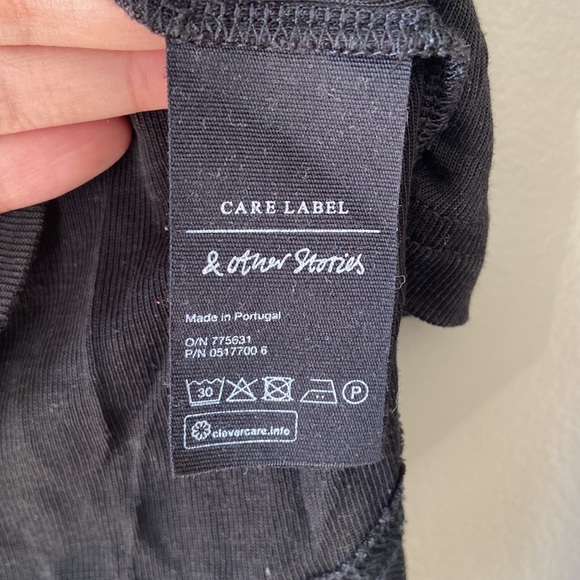 CARE LABEL
& other Stories
Made in Portugal
O/N 775631
P/N 0517700 6
30 P
clevercare.info